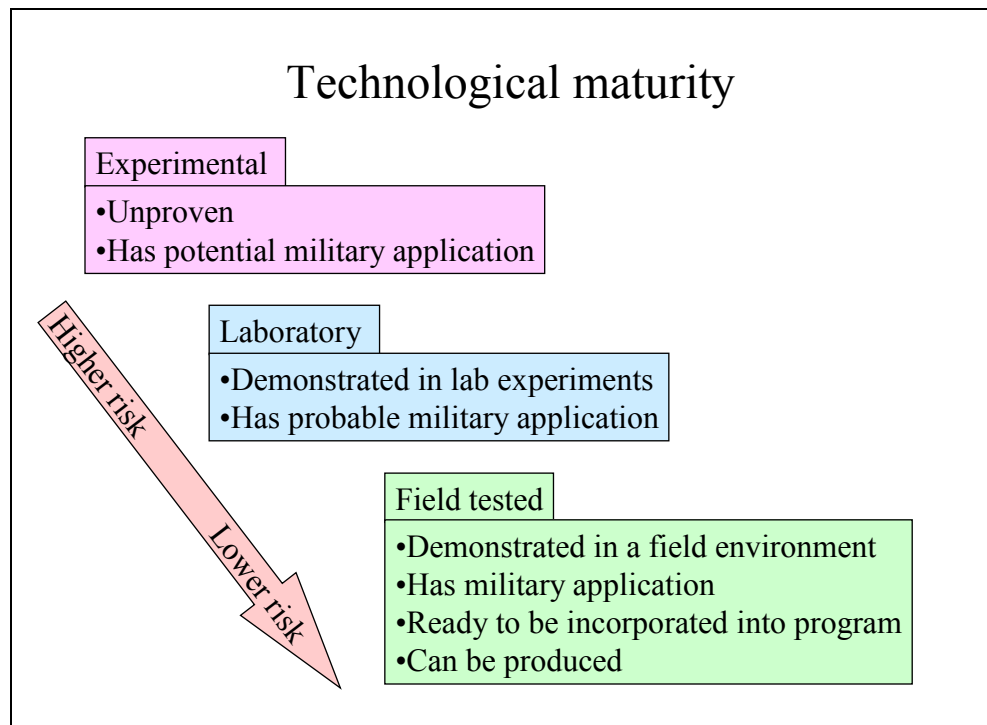 Technological maturity
Experimental
•Unproven
•Has potential military application
Higher risk
Lower risk
Laboratory
•Demonstrated in lab experiments
•Has probable military application
Field tested
•Demonstrated in a field environment
•Has military application
•Ready to be incorporated into program
•Can be produced